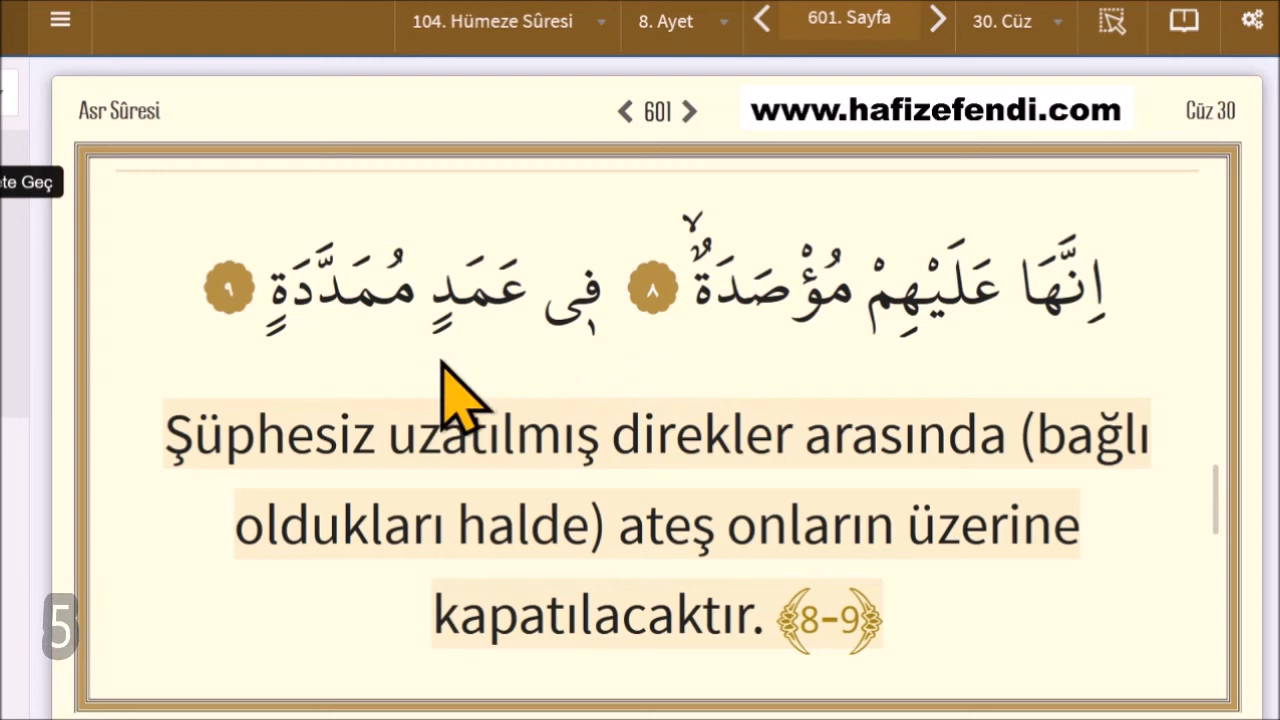 104. Hümeze Sûresi 8. Ayet 601. Sayfa 30. Cüz
Asr Sûresi 601 www.hafizefendi.com Cüz 30
te Geç
اِنَّهَا عَلَيْهِمْ مُؤْصَدَةٌۙ ٨ ف۪ى عَمَدٍ مُمَدَّدَةٍ ٩
Şüphesiz uzatılmış direkler arasında (bağlı
oldukları halde) ateş onların üzerine
kapatılacaktır. ﴾8-9﴿
5